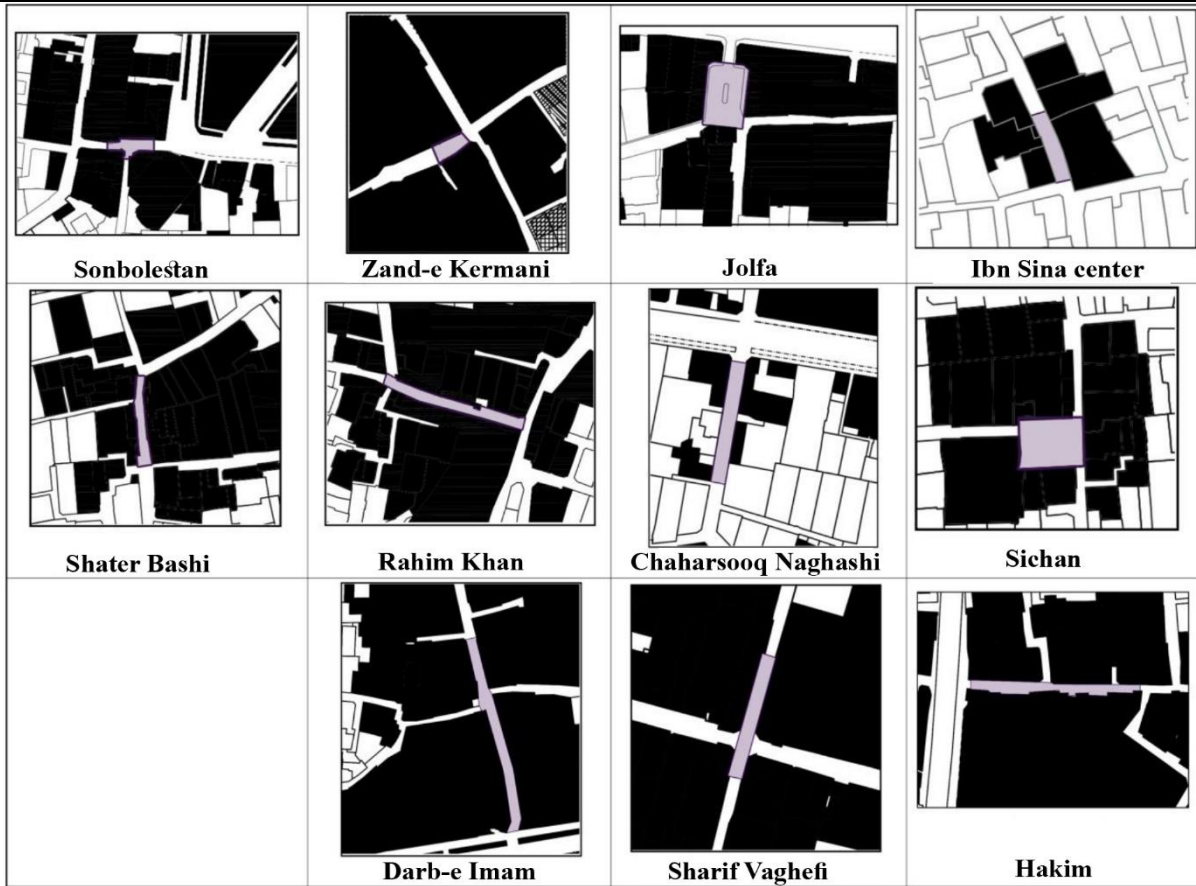 Sonbolestan
Zand-e Kermani
Jolfa
Ibn Sina center
Shater Bashi
Rahim Khan
Chaharsooq Naghashi
Sichan
Darb-e Imam
Sharif Vaghefi
Hakim